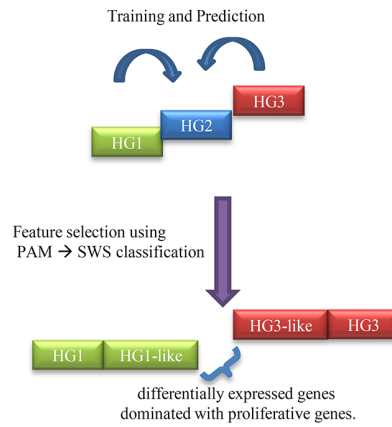 Training and Prediction
HG3
HG2
HG1
Feature selection using
PAM → SWS classification
HG3-like HG3
HG1 HG1-like
differentially expressed genes
dominated with proliferative genes.